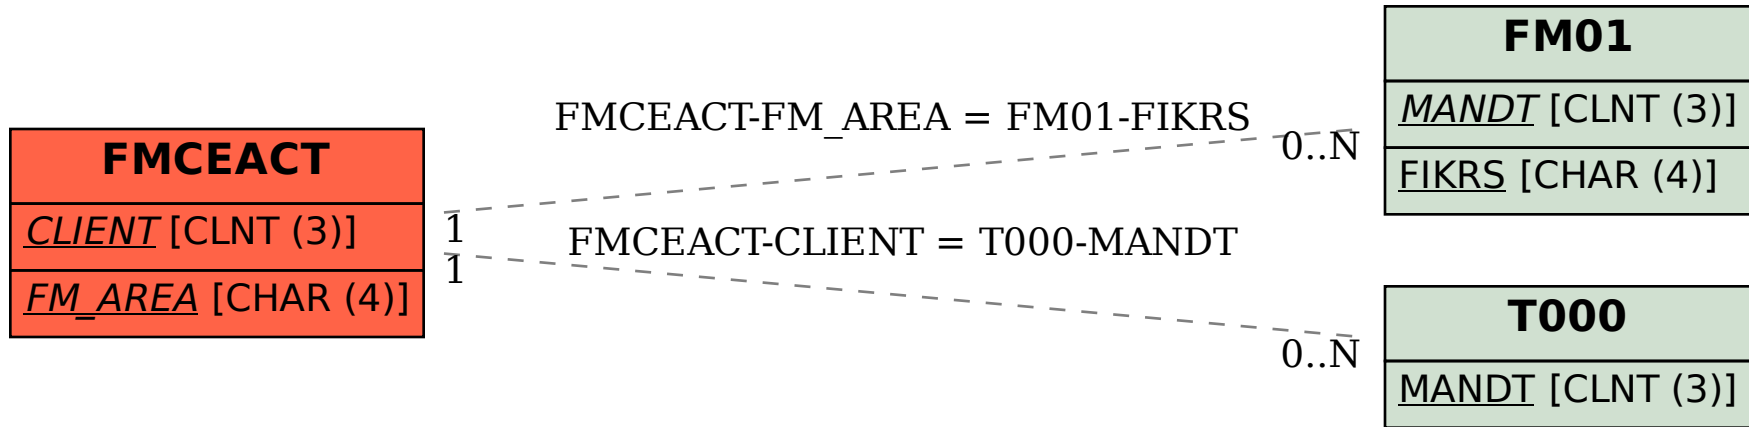 FMCEACT
CLIENT [CLNT (3)]
FM_AREA [CHAR (4)]
FMCEACT-FM_AREA = FM01-FIKRS
1
0..N
FMCEACT-CLIENT = T000-MANDT
1
0..N
FM01
MANDT [CLNT (3)]
FIKRS [CHAR (4)]
T000
MANDT [CLNT (3)]